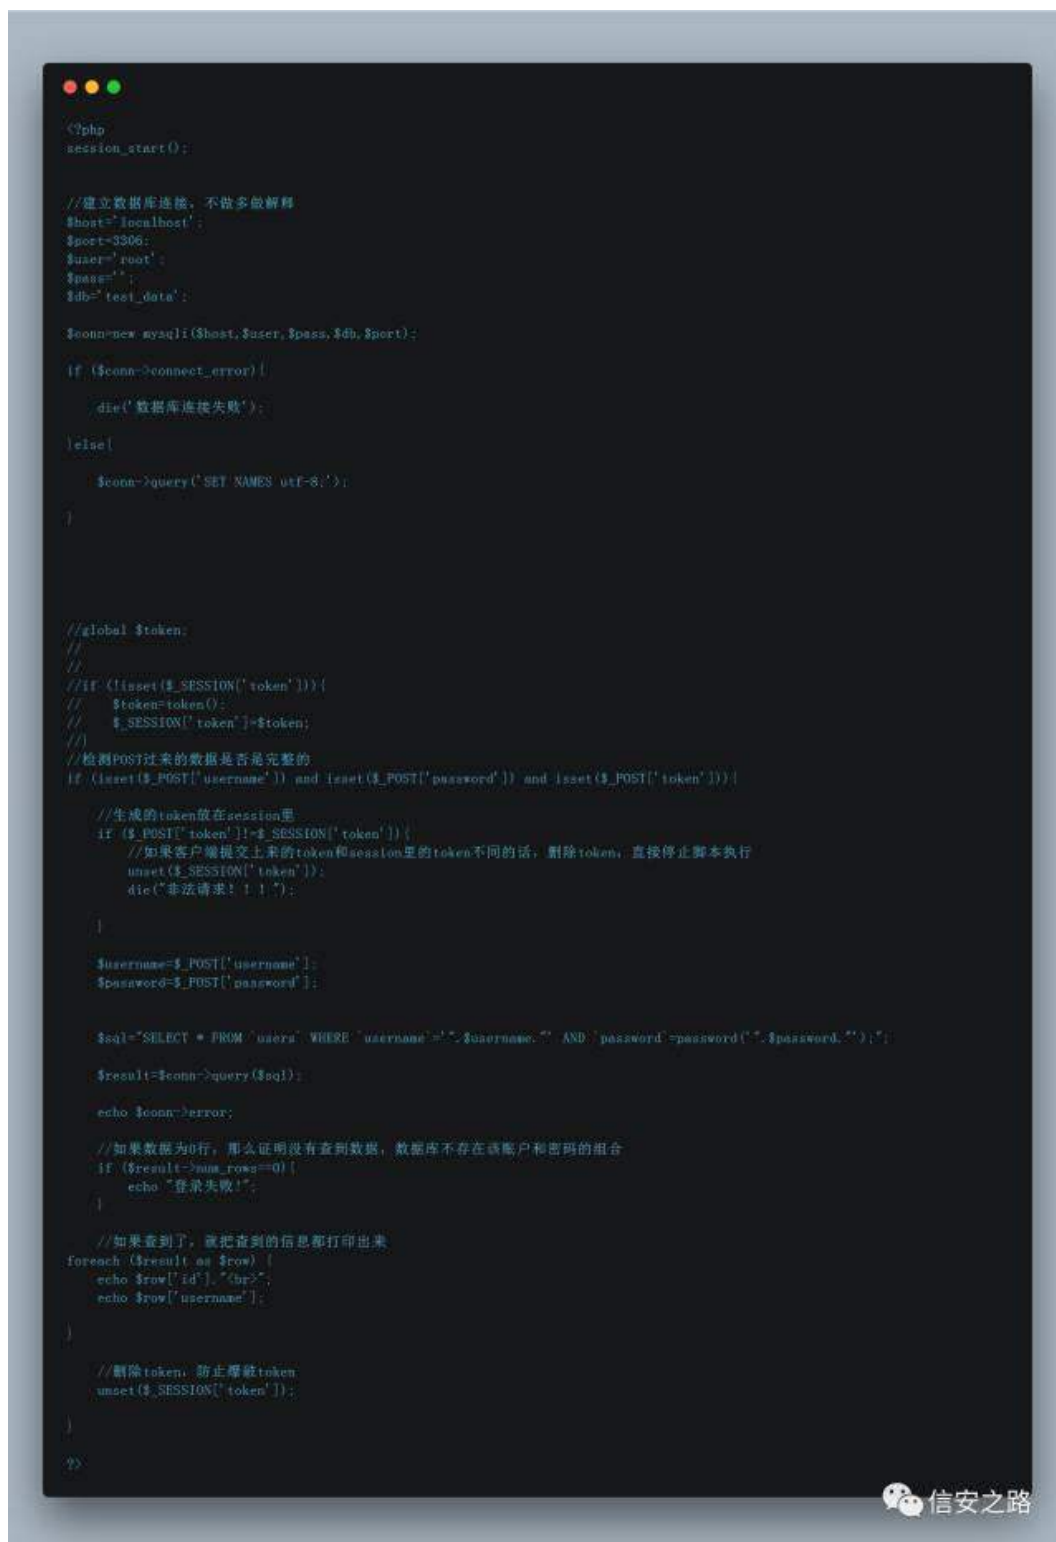 <?php
session_start();
//建立数据库连接，不做多做解释
$host='localhost';
$port=3306;
$user='root';
$pass='';
$db='test_data';
$conn=new mysqli($host,$user,$pass,$db,$port);
if ($conn->connect_error){
die('数据库连接失败');
}else{
$conn->query('SET NAMES utf-8;');
}
//global $token;
//
//
//if (!isset($_SESSION['token'])){
//    $token=token();
//    $_SESSION['token']=$token;
//}
//检测POST过来的数据是否是完整的
if (isset($_POST['username']) and isset($_POST['password']) and isset($_POST['token'])){
//生成的token放在session里
if ($_POST['token']!=$_SESSION['token']){
//如果客户端提交上来的token和session里的token不同的话，删除token，直接停止脚本执行
unset($_SESSION['token']);
die("非法请求！！！");
}
$username=$_POST['username'];
$password=$_POST['password'];
$sql="SELECT * FROM `users` WHERE `username`='".$username."' AND `password`=password('".$password."');";
$result=$conn->query($sql);
echo $conn->error;
//如果数据为0行，那么证明没有查到数据，数据库不存在该账户和密码的组合
if ($result->num_rows==0){
echo "登录失败!";
}
//如果查到了，就把查到的信息都打印出来
foreach ($result as $row) {
echo $row['id']."<br>";
echo $row['username'];
}
//删除token，防止爆破token
unset($_SESSION['token']);
}
?>
信安之路